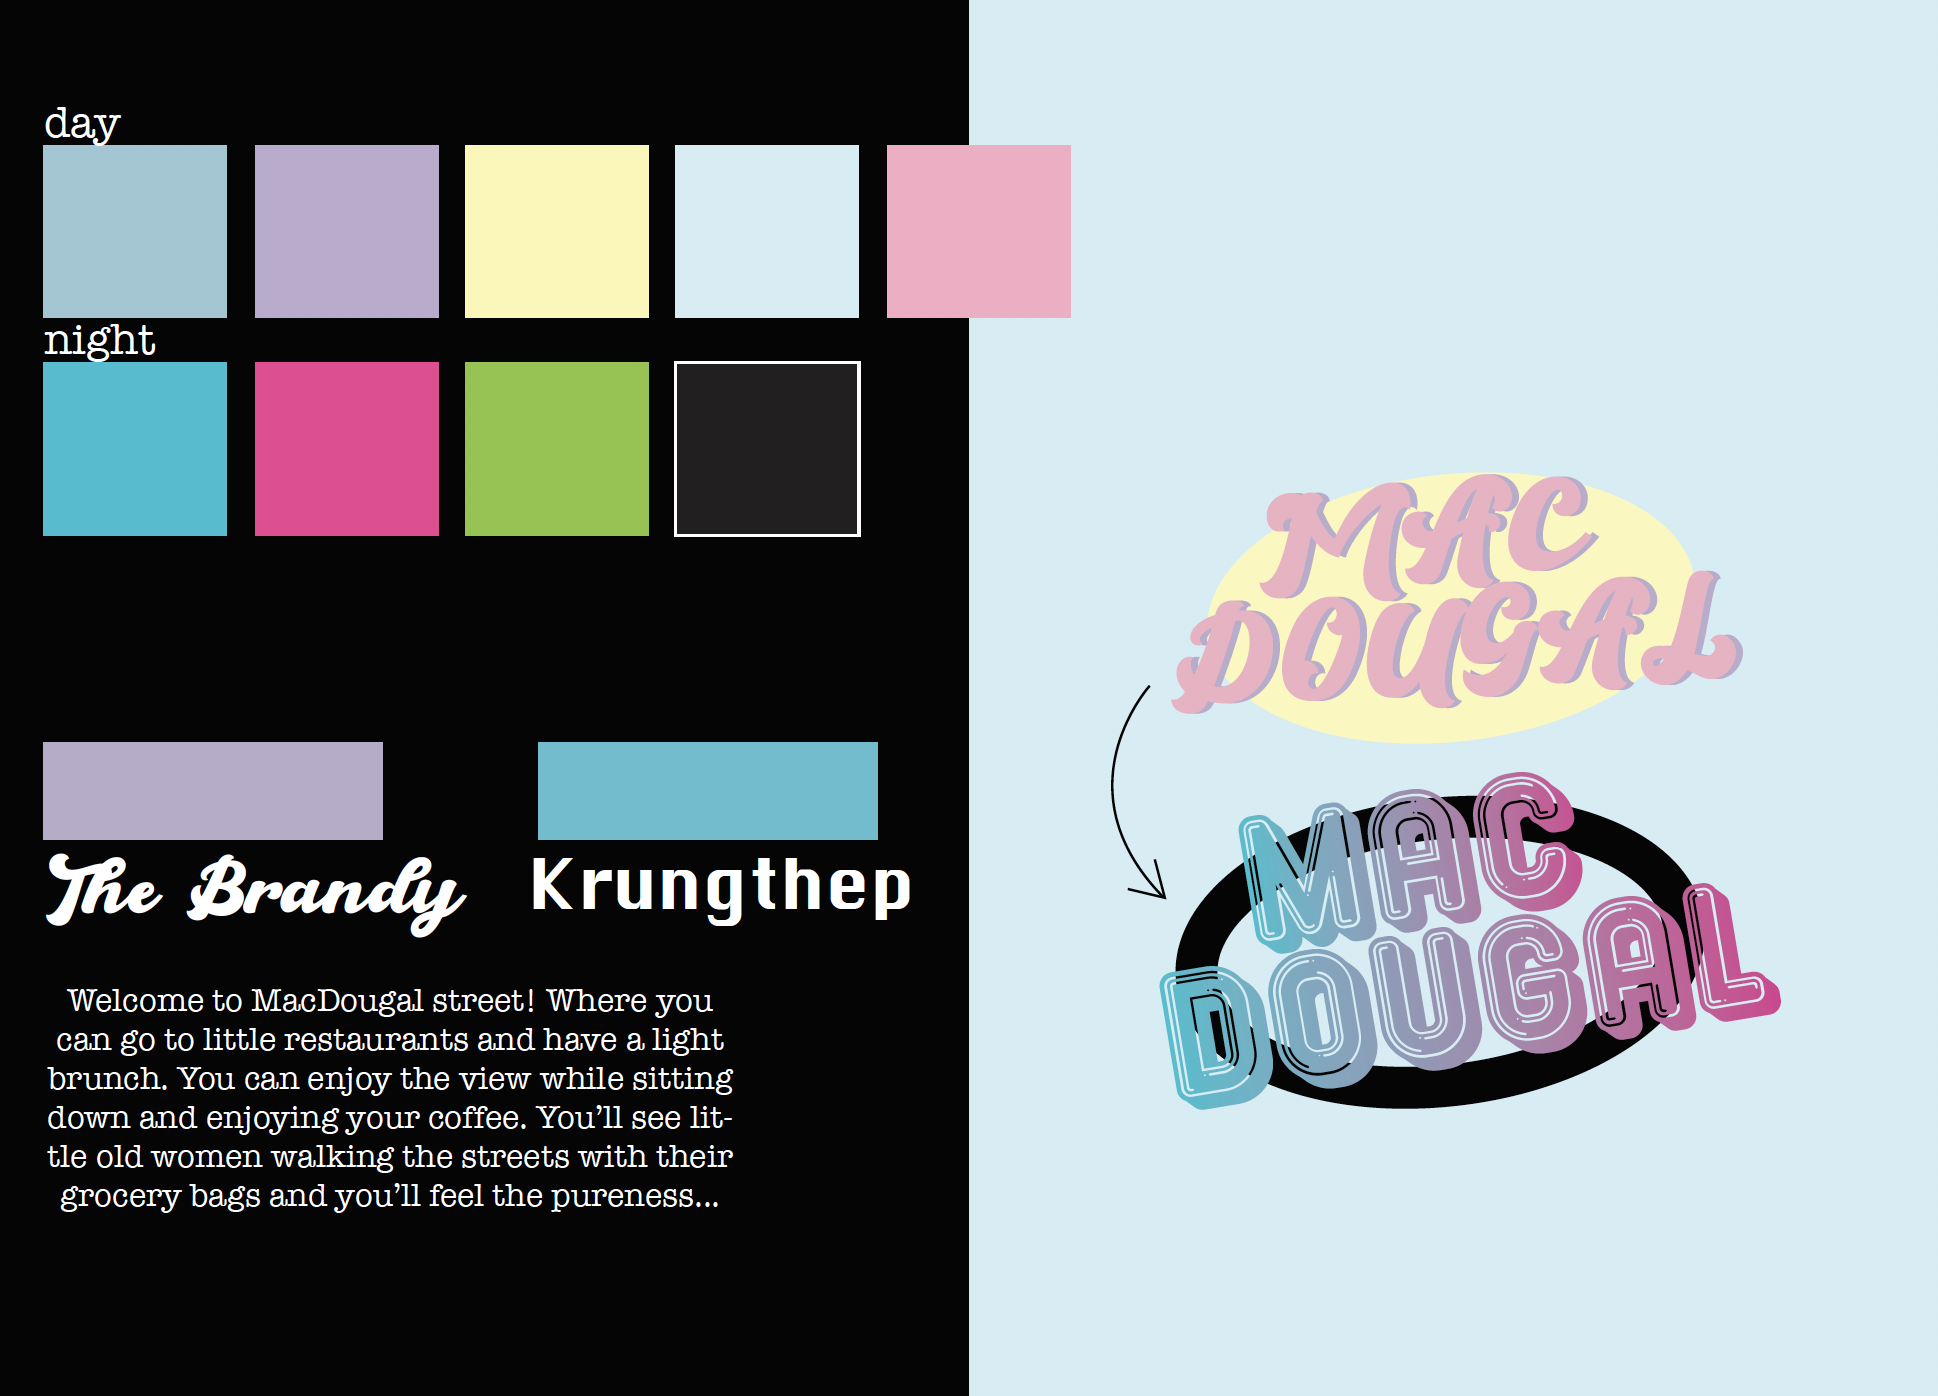 day
night
The Brandy
Krungthep
Welcome to MacDougal street! Where you
can go to little restaurants and have a light
brunch. You can enjoy the view while sitting
down and enjoying your coffee. You’ll see lit-
tle old women walking the streets with their
grocery bags and you’ll feel the pureness...
MAC
DOUGAL
MAC
DOUGAL